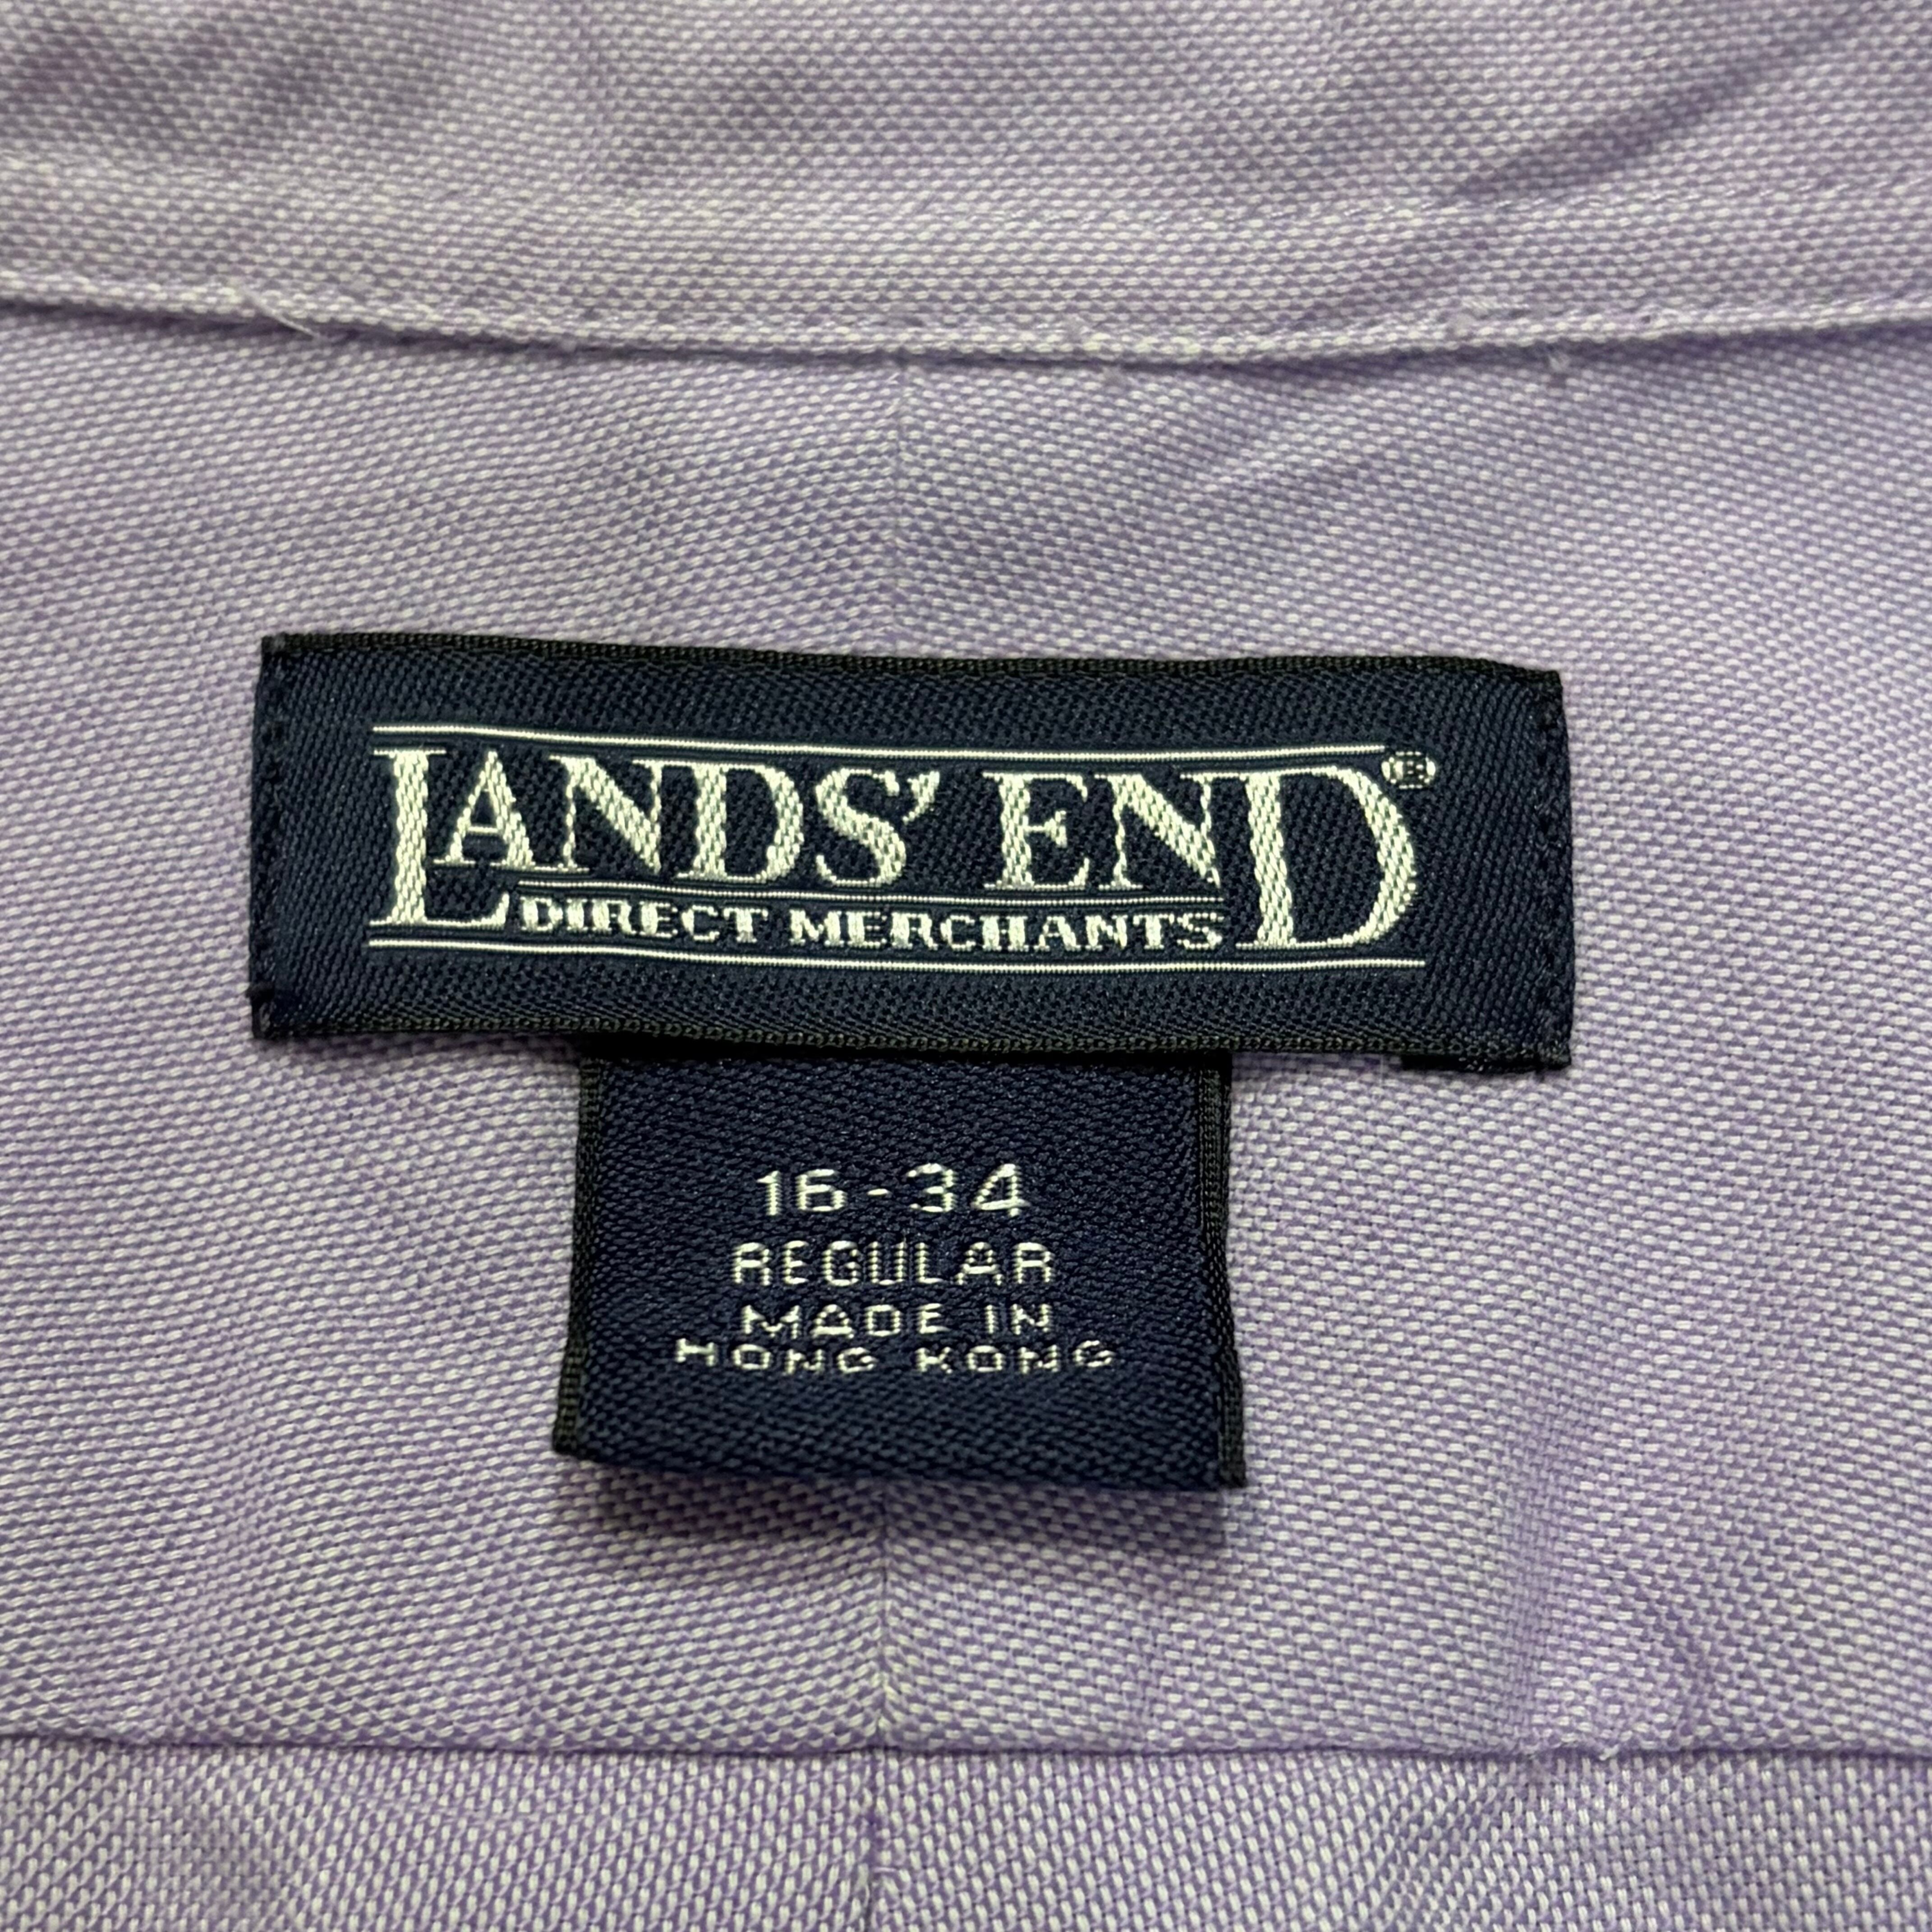 LANDS' END®
DIRECT MERCHANTS
16-34
REGULAR
MADE IN
HONG KONG